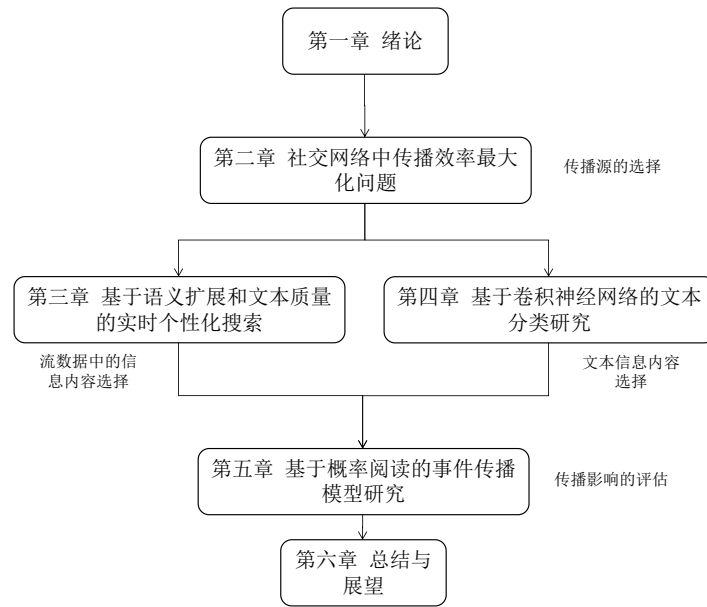 第一章 绪论
第二章 社交网络中传播效率最大
化问题
传播源的选择
第三章 基于语义扩展和文本质量
的实时个性化搜索
第四章 基于卷积神经网络的文本
分类研究
流数据中的信
息内容选择
文本信息内容
选择
第五章 基于概率阅读的事件传播
模型研究
传播影响的评估
第六章 总结与
展望